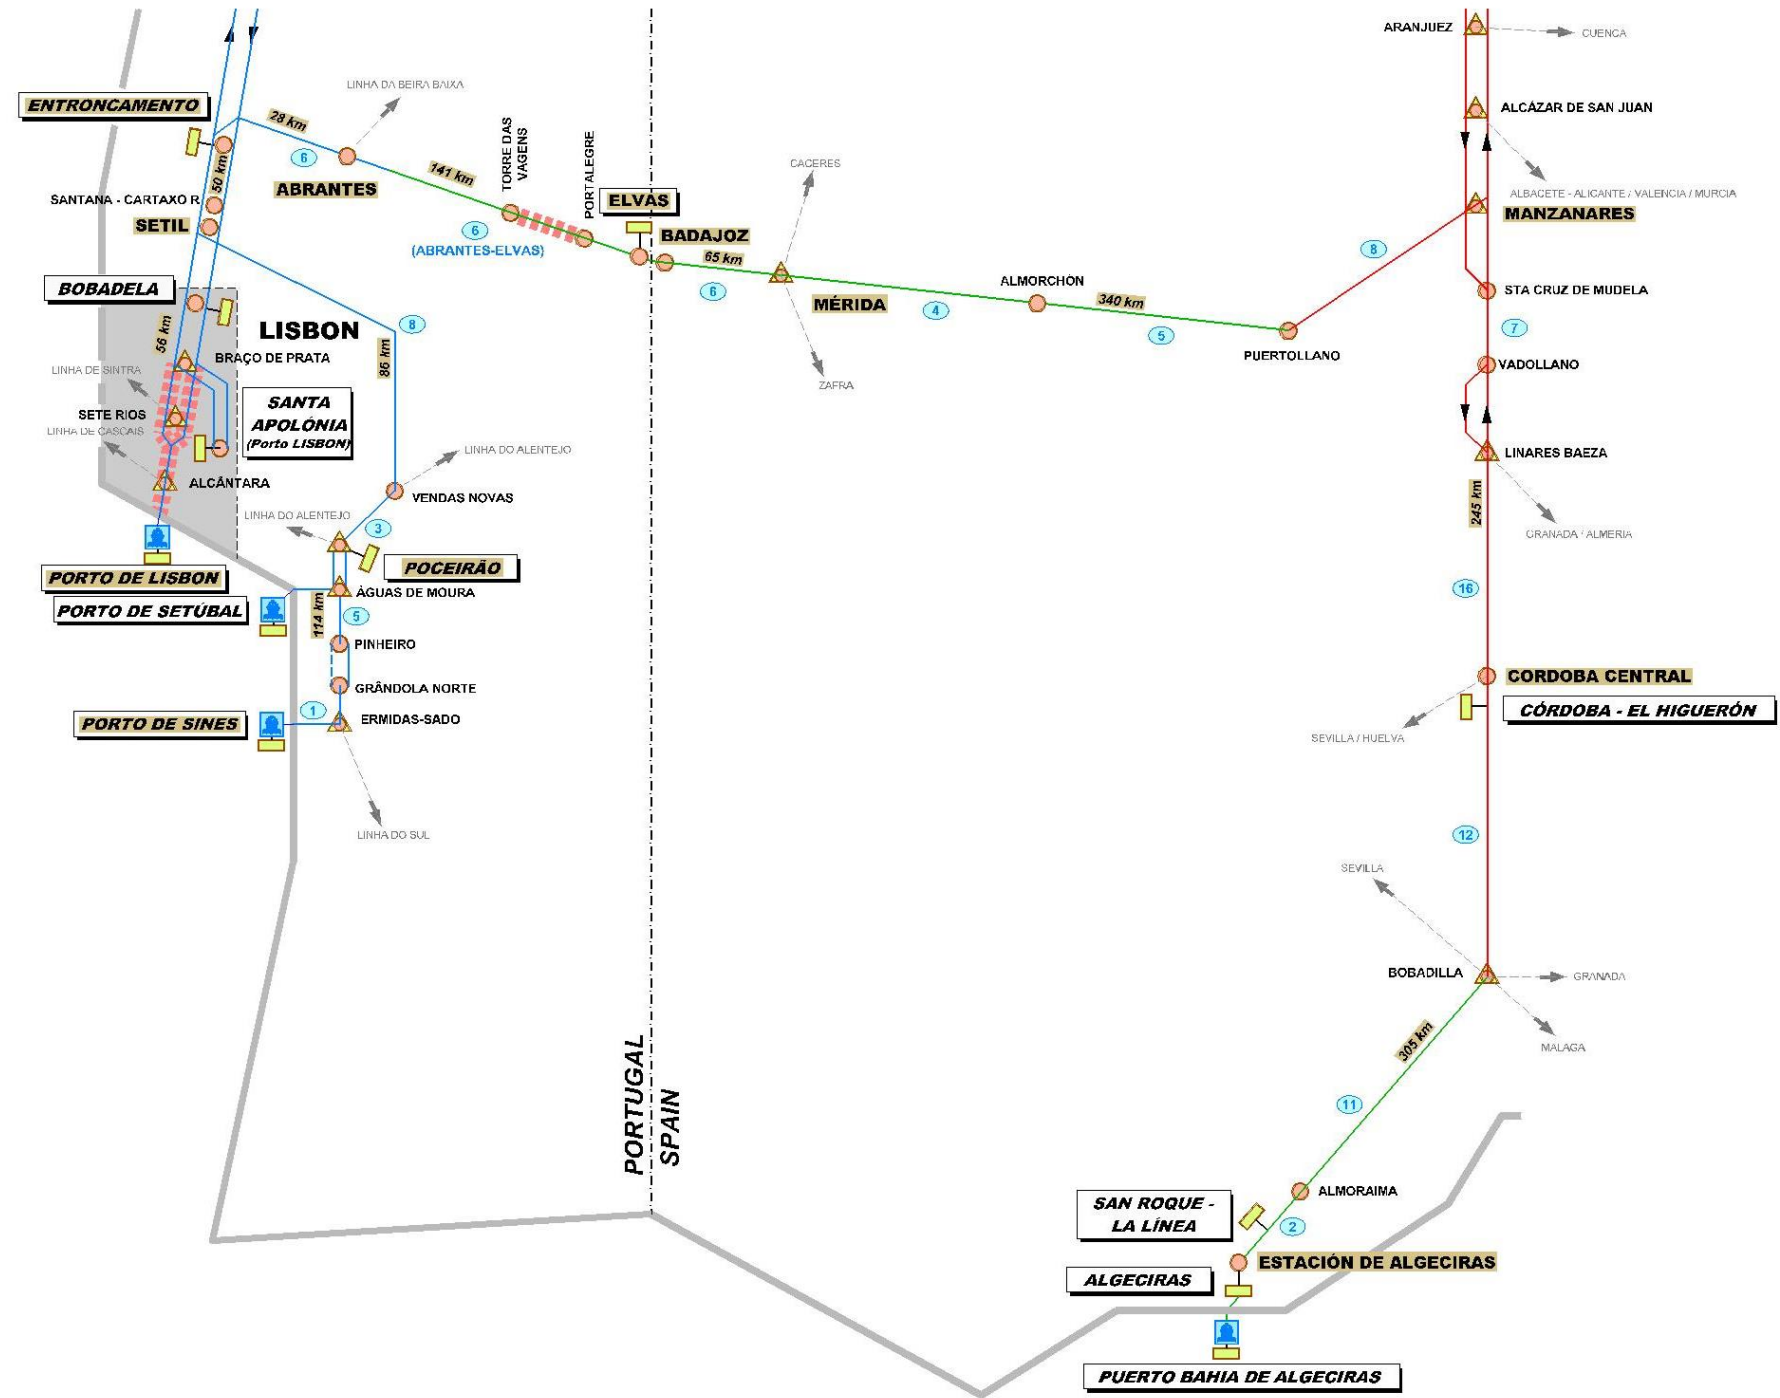 ARANJUEZ
CUENCA
LINHA DA BEIRA BAIXA
ENTRONCAMENTO
28 km
6
ABRANTES
141 km
TORRE DAS
VAGENS
PORTALEGRE
ALCÁZAR DE SAN JUAN
50 km
SANTANA - CARTAXO R
SETIL
6
(ABRANTES-ELVAS)
ELVAS
BADAJOZ
CACERES
65 km
6
MÉRIDA
ZAFRA
4
ALMORCHÓN
340 km
5
PUERTOLLANO
8
ALBACETE - ALICANTE / VALENCIA / MURCIA
MANZANARES
STA CRUZ DE MUDELA
7
VADOLLANO
LINARES BAEZA
245 km
GRANADA / ALMERIA
BOBADELA
LISBON
56 km
BRAÇO DE PRATA
LINHA DE SINTRA
SETE RIOS
LINHA DE CASCAIS
SANTA
APOLÓNIA
(Porto LISBON)
ALCÂNTARA
8
86 km
LINHA DO ALENTEJO
VENDAS NOVAS
LINHA DO ALENTEJO
3
POCEIRÃO
PORTO DE LISBON
PORTO DE SETÚBAL
ÁGUAS DE MOURA
114 km
5
PINHEIRO
GRÂNDOLA NORTE
PORTO DE SINES
1
ERMIDAS-SADO
LINHA DO SUL
16
CORDOBA CENTRAL
CÓRDOBA - EL HIGUERÓN
SEVILLA / HUELVA
12
SEVILLA
BOBADILLA
GRANADA
MALAGA
305 km
11
PORTUGAL
SPAIN
ALMORAIMA
SAN ROQUE -
LA LÍNEA
2
ESTACIÓN DE ALGECIRAS
ALGECIRAS
PUERTO BAHIA DE ALGECIRAS